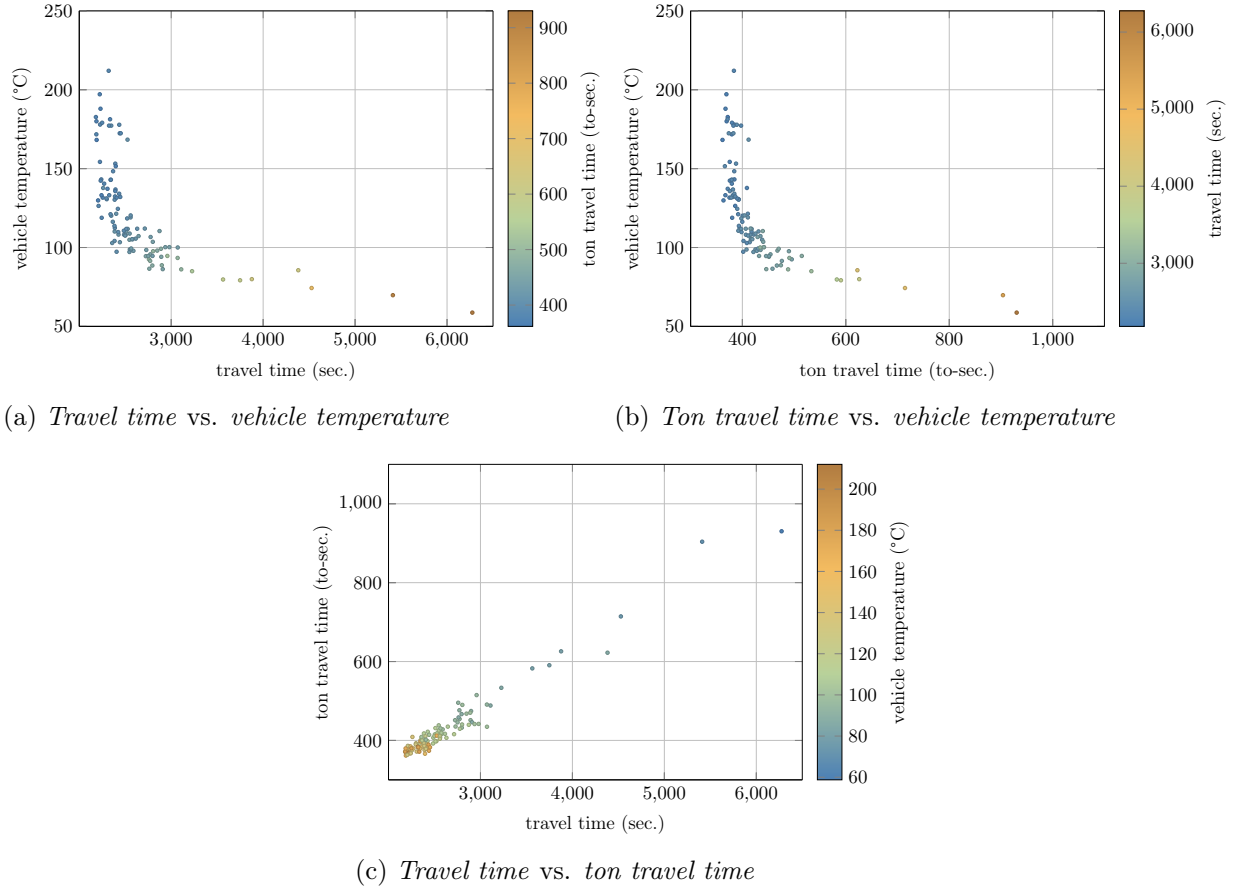 250
200
150
100
50
3,000 4,000 5,000 6,000
travel time (sec.)
vehicle temperature (°C)
900
800
700
600
500
400
ton travel time (to-sec.)
(a) Travel time vs. vehicle temperature
250
200
150
100
50
400 600 800 1,000
ton travel time (to-sec.)
vehicle temperature (°C)
6,000
5,000
4,000
3,000
travel time (sec.)
(b) Ton travel time vs. vehicle temperature
1,000
800
600
400
3,000 4,000 5,000 6,000
travel time (sec.)
ton travel time (to-sec.)
200
180
160
140
120
100
80
60
vehicle temperature (°C)
(c) Travel time vs. ton travel time